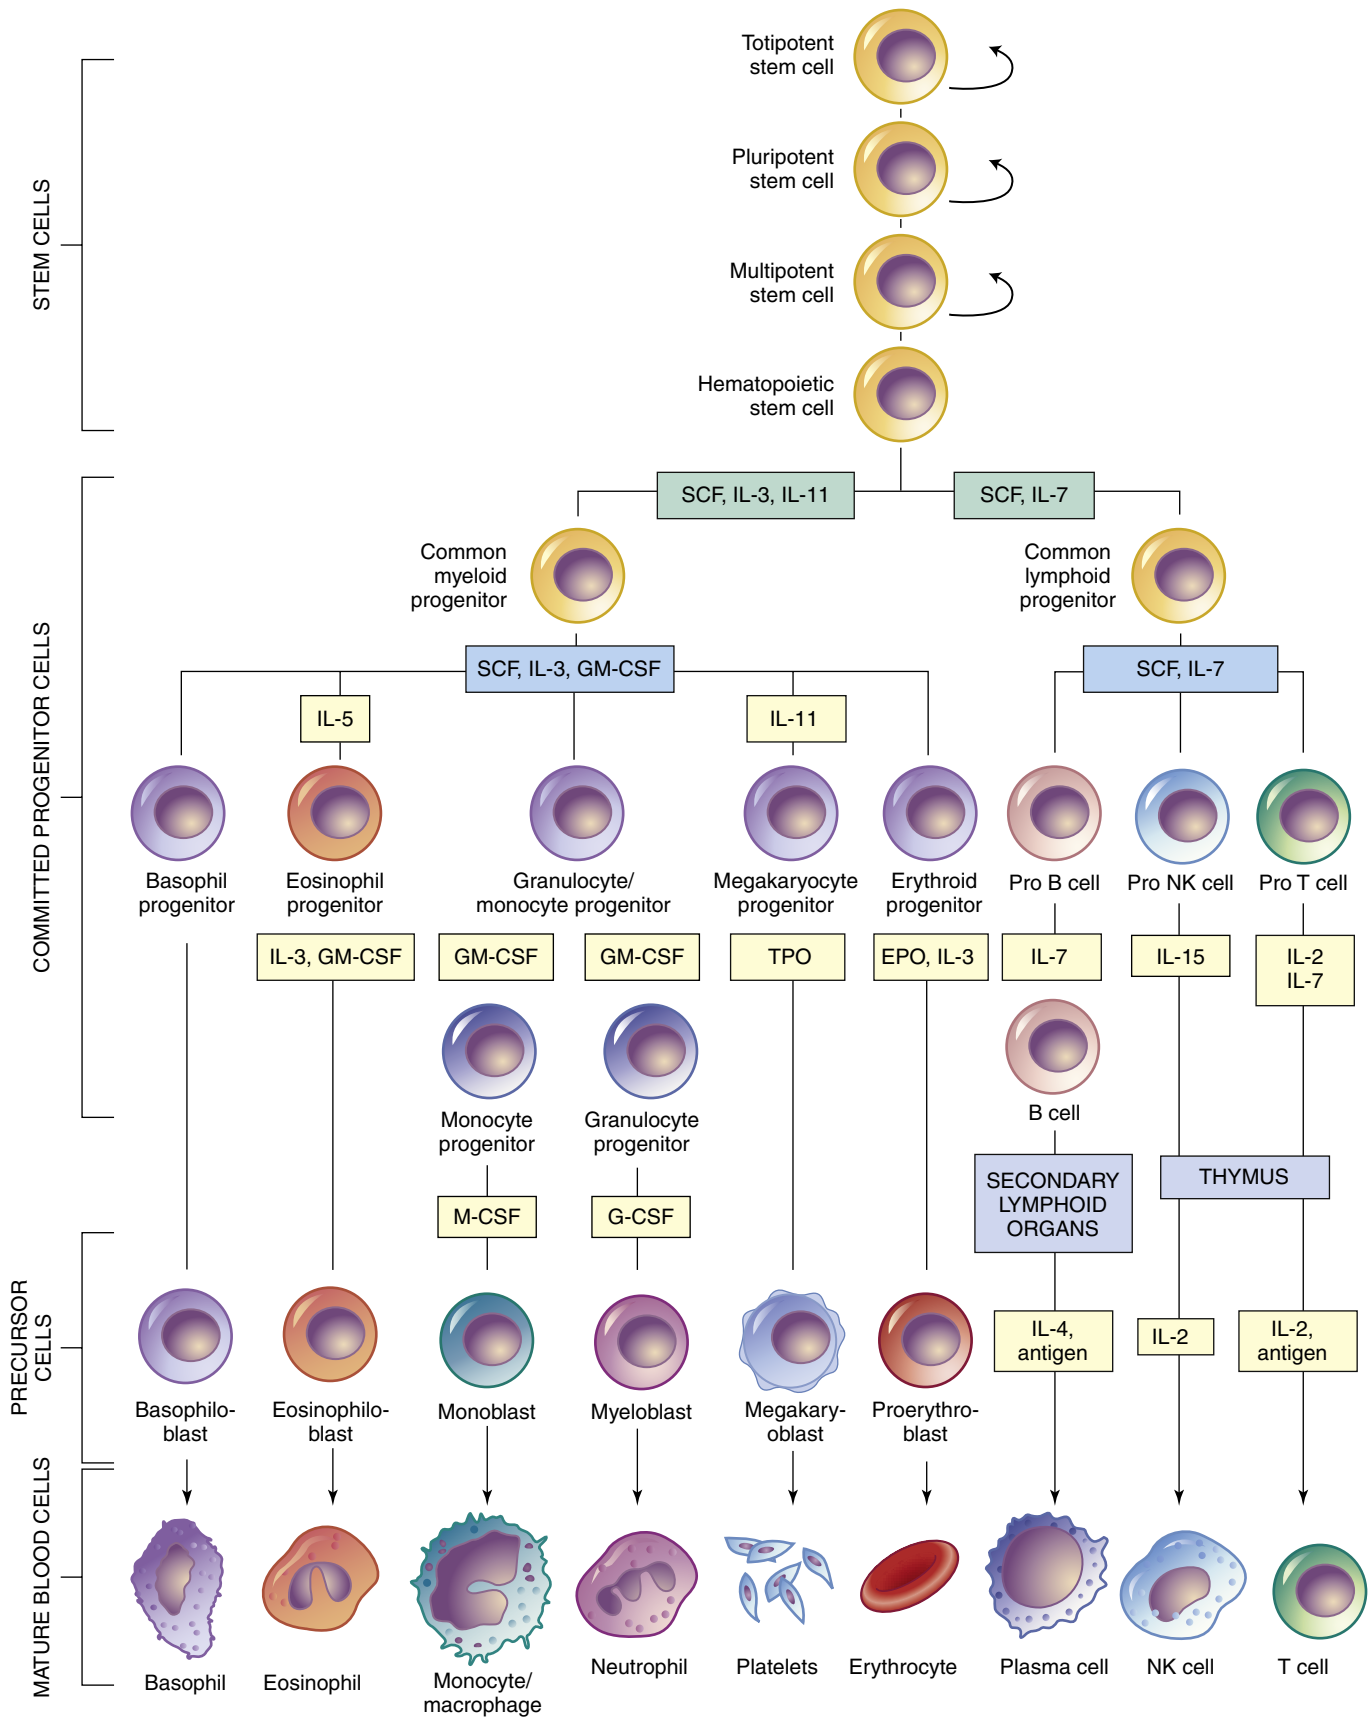 Totipotent
stem cell
Pluripotent
stem cell
Multipotent
stem cell
Hematopoietic
stem cell
STEM CELLS
SCF, IL-3, IL-11
SCF, IL-7
Common
myeloid
progenitor
Common
lymphoid
progenitor
COMMITTED PROGENITOR CELLS
SCF, IL-3, GM-CSF
SCF, IL-7
IL-5
IL-11
Basophil
progenitor
Eosinophil
progenitor
Granulocyte/
monocyte progenitor
Megakaryocyte
progenitor
Erythroid
progenitor
Pro B cell
Pro NK cell
Pro T cell
IL-3, GM-CSF
GM-CSF
GM-CSF
TPO
EPO, IL-3
IL-7
IL-15
IL-2
IL-7
Monocyte
progenitor
Granulocyte
progenitor
B cell
M-CSF
G-CSF
SECONDARY
LYMPHOID
ORGANS
THYMUS
PRECURSOR
CELLS
IL-4,
antigen
IL-2
IL-2,
antigen
Basophilo-
blast
Eosinophilo-
blast
Monoblast
Myeloblast
Megakary-
oblast
Proerythro-
blast
MATURE BLOOD CELLS
Basophil
Eosinophil
Monocyte/
macrophage
Neutrophil
Platelets
Erythrocyte
Plasma cell
NK cell
T cell